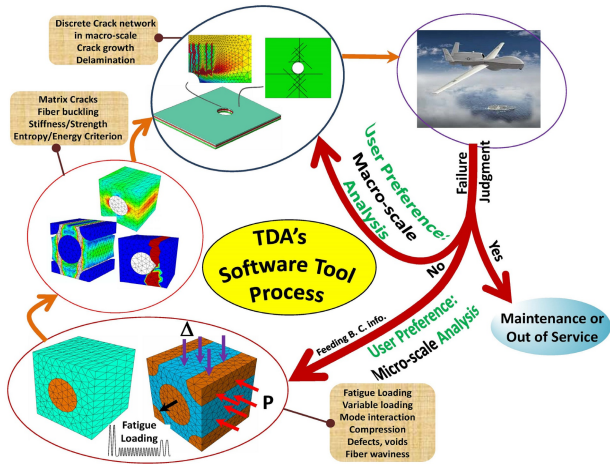 Discrete Crack network
in macro-scale
Crack growth
Delamination
Matrix Cracks
Fiber buckling
Stiffness/Strength
Entropy/Energy Criterion
User Preference:
Macro-scale
Analysis
Failure
Judgment
TDA's
Software Tool
Process
No
Yes
Maintenance or
Out of Service
Feeding B. C. info.
User Preference:
Micro-scale Analysis
Δ
P
Fatigue
Loading
Fatigue Loading
Variable loading
Mode interaction
Compression
Defects, voids
Fiber waviness